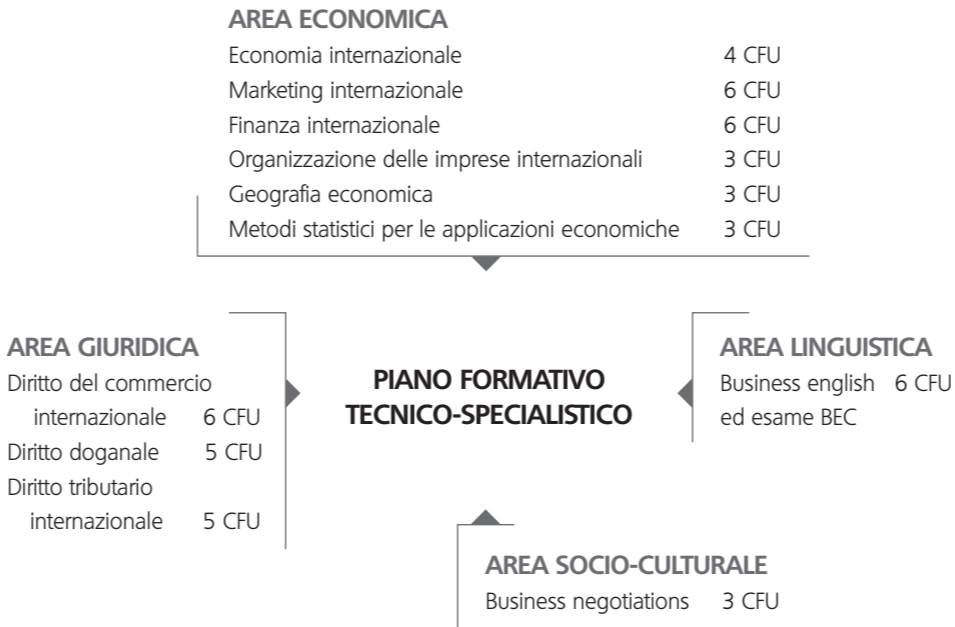 AREA ECONOMICA
Economia internazionale 4 CFU
Marketing internazionale 6 CFU
Finanza internazionale 6 CFU
Organizzazione delle imprese internazionali 3 CFU
Geografia economica 3 CFU
Metodi statistici per le applicazioni economiche 3 CFU
AREA GIURIDICA
Diritto del commercio
internazionale 6 CFU
Diritto doganale 5 CFU
Diritto tributario
internazionale 5 CFU
PIANO FORMATIVO
TECNICO-SPECIALISTICO
AREA LINGUISTICA
Business english 6 CFU
ed esame BEC
AREA SOCIO-CULTURALE
Business negotiations 3 CFU